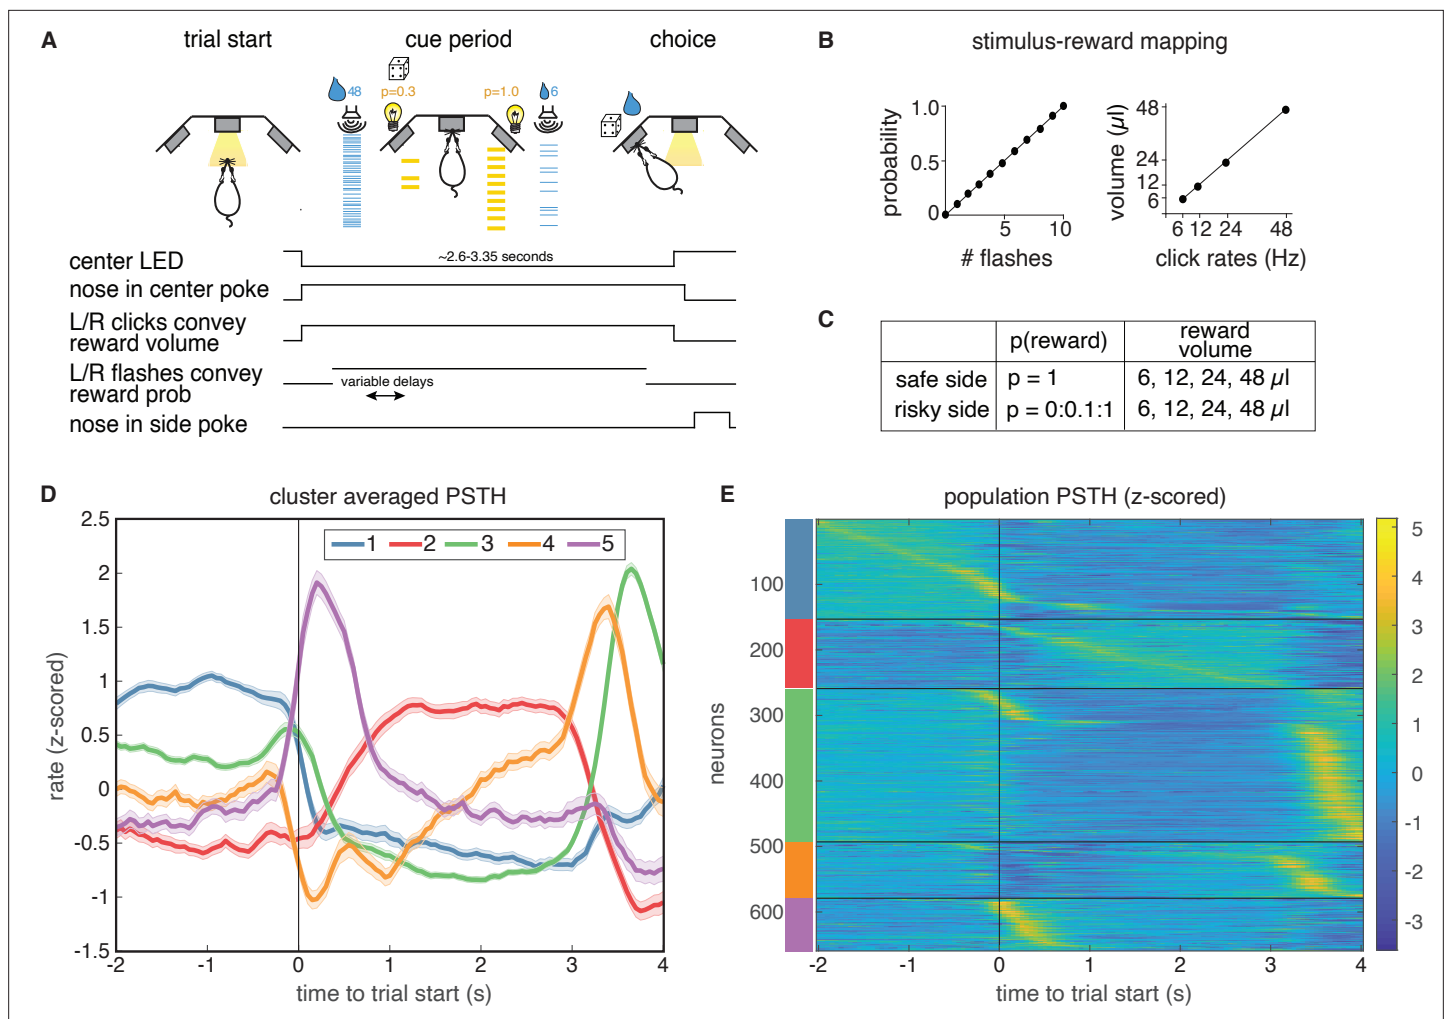 A
trial start
cue period
choice
48
p=0.3
p=1.0
6
center LED
~2.6-3.35 seconds
nose in center poke
L/R clicks convey
reward volume
L/R flashes convey
reward prob
variable delays
nose in side poke
B
stimulus-reward mapping
probability
1.0
0.5
0
5 10
# flashes
volume (µl)
48
24
12
6
6 12 24 48
click rates (Hz)
C
p(reward) reward volume
safe side p = 1 6, 12, 24, 48 µl
risky side p = 0:0.1:1 6, 12, 24, 48 µl
D
cluster averaged PSTH
1 2 3 4 5
rate (z-scored)
2.5
2
1.5
1
0.5
0
-0.5
-1
-1.5
-2 -1 0 1 2 3 4
time to trial start (s)
E
population PSTH (z-scored)
neurons
100
200
300
400
500
600
-2 -1 0 1 2 3 4
time to trial start (s)
5
4
3
2
1
0
-1
-2
-3